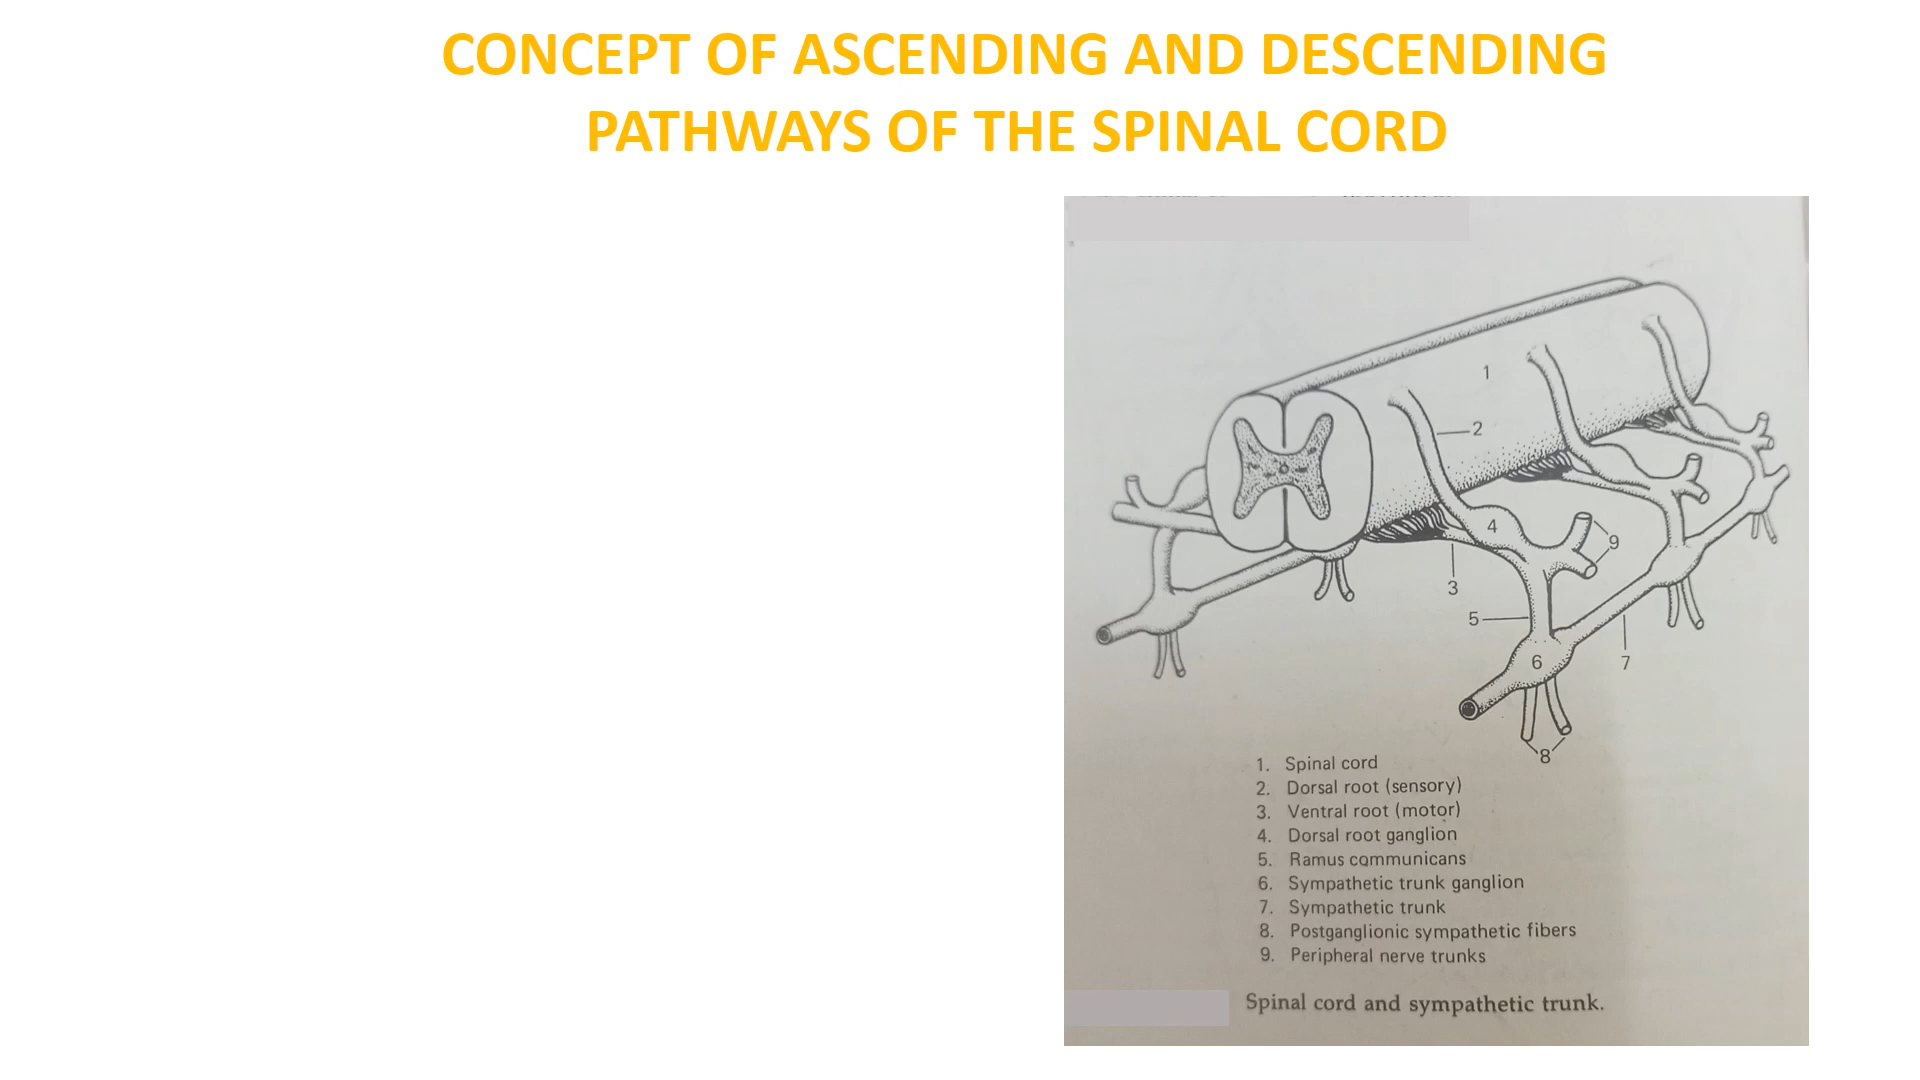 CONCEPT OF ASCENDING AND DESCENDING
PATHWAYS OF THE SPINAL CORD
1
2
3
4
5
6
7
8
9
1. Spinal cord
2. Dorsal root (sensory)
3. Ventral root (motor)
4. Dorsal root ganglion
5. Ramus communicans
6. Sympathetic trunk ganglion
7. Sympathetic trunk
8. Postganglionic sympathetic fibers
9. Peripheral nerve trunks
Spinal cord and sympathetic trunk.